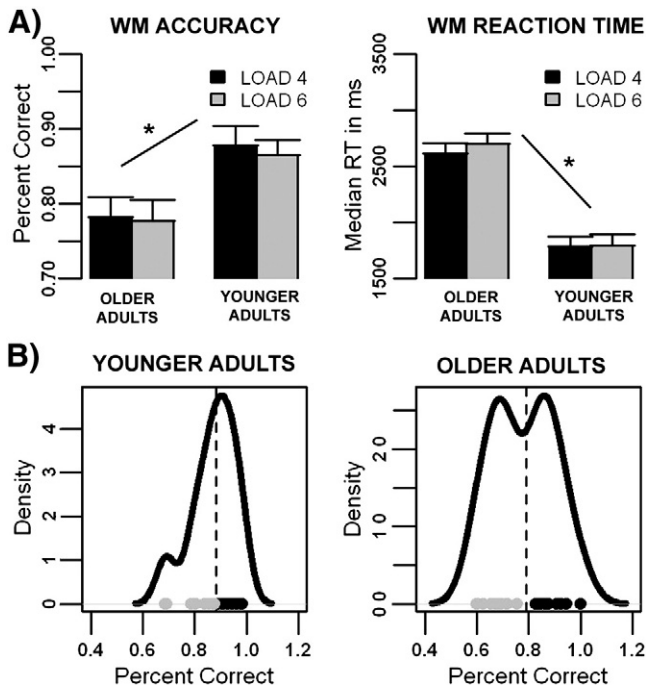 A)
WM ACCURACY
Percent Correct
0.70 0.80 0.90 1.00
LOAD 4
LOAD 6
*
OLDER ADULTS
YOUNGER ADULTS
WM REACTION TIME
Median RT in ms
1500 2500 3500
LOAD 4
LOAD 6
*
OLDER ADULTS
YOUNGER ADULTS
B)
YOUNGER ADULTS
Density
0 1 2 3 4
0.4 0.6 0.8 1.0 1.2
Percent Correct
OLDER ADULTS
Density
0 0 1 0 2 0
0.4 0.6 0.8 1.0 1.2
Percent Correct